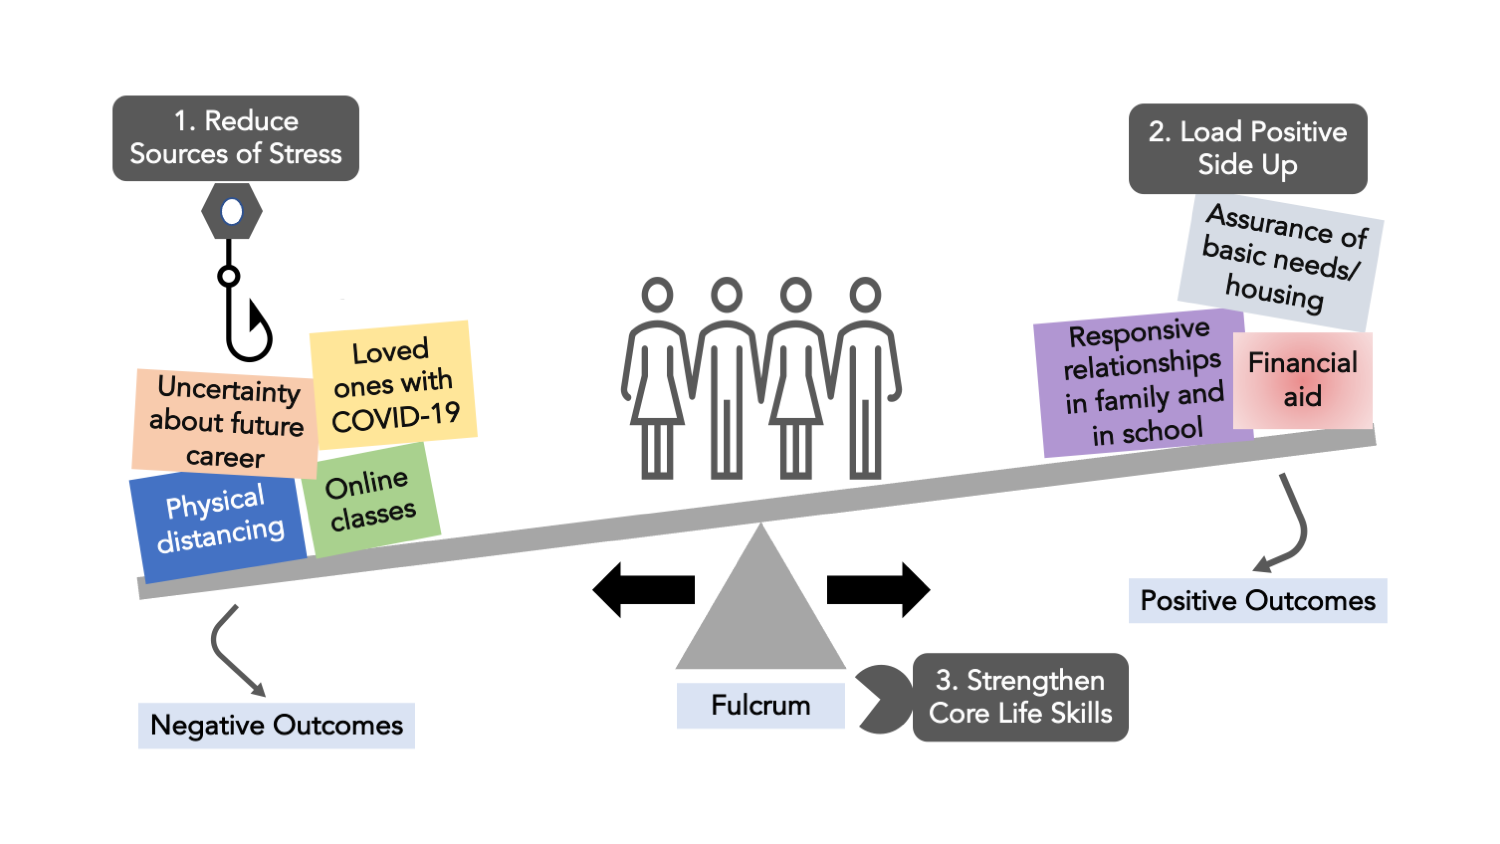 1. Reduce
Sources of Stress
2. Load Positive
Side Up
Assurance of
basic needs/
housing
Loved
ones with
COVID-19
Uncertainty
about future
career
Responsive
relationships
in family and
in school
Financial
aid
Physical
distancing
Online
classes
Positive Outcomes
Negative Outcomes
Fulcrum
3. Strengthen
Core Life Skills